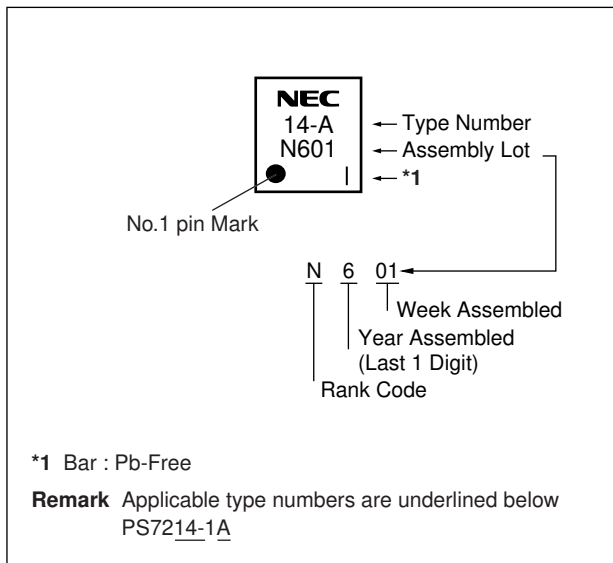 NEC
14-A
N601
|
Type Number
Assembly Lot
*1
No.1 pin Mark
N 6 01
Week Assembled
Year Assembled
(Last 1 Digit)
Rank Code
*1 Bar : Pb-Free
Remark Applicable type numbers are underlined below
PS7214-1A